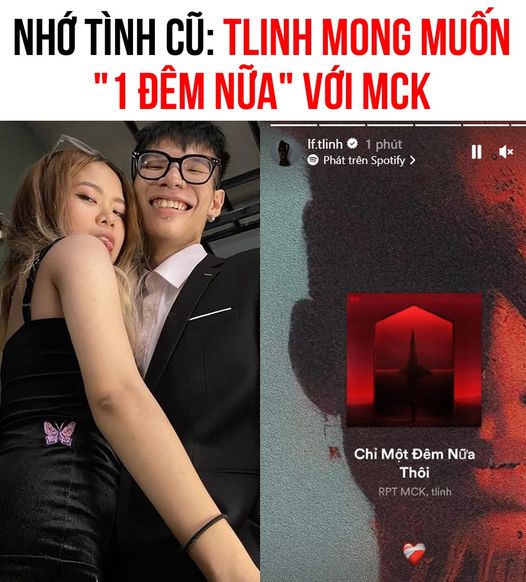 NHỚ TÌNH CŨ: TLINH MONG MUỐN
"1 ĐÊM NỮA" VỚI MCK
lf.tlinh 1 phút
Phát trên Spotify >
Chỉ Một Đêm Nữa
Thôi
RPT MCK, tlinh